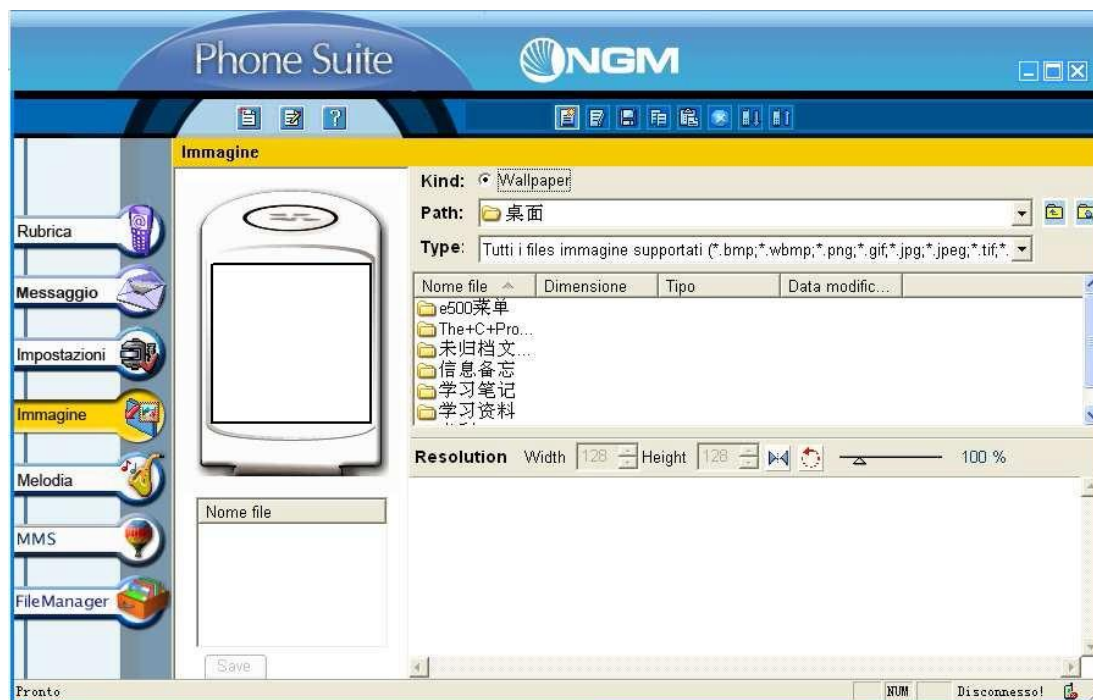 Phone Suite
NGM
Immagine
Rubrica
Messaggio
Impostazioni
Immagine
Melodia
MMS
FileManager
Kind: Wallpaper
Path: 桌面
Type: Tutti i files immagine supportati (*.bmp;*.wbmp;*.png;*.gif;*.jpg;*.jpeg;*.tif;*.
Nome file Dimensione Tipo Data modific...
e500菜单
The+C+Pro...
未归档文...
信息备忘
学习笔记
学习资料
Resolution Width 128 Height 128 100 %
Nome file
Save
Pronto NUM Disconnesso!